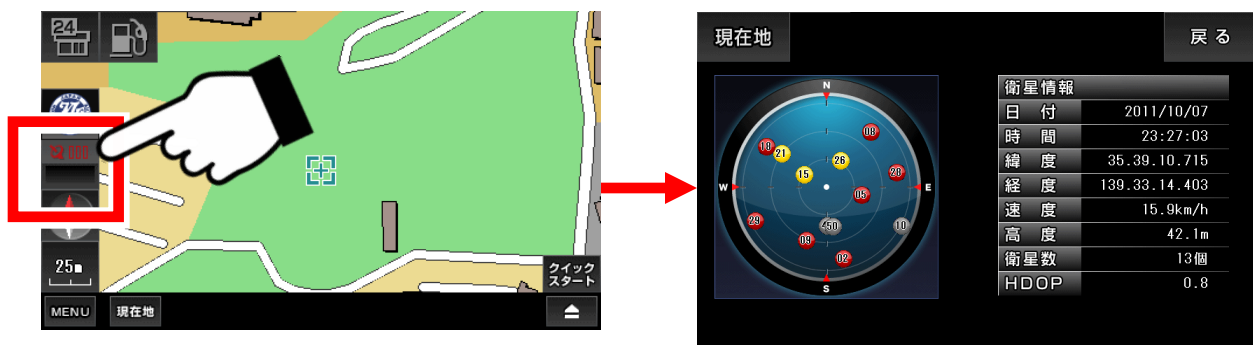 24
25m
MENU
現在地
クイック
スタート
現在地
戻る
N
08
19
21
26
15
28
W
05
E
29
450
10
09
02
S
衛星情報
日 付 2011/10/07
時 間 23:27:03
緯 度 35.39.10.715
経 度 139.33.14.403
速 度 15.9km/h
高 度 42.1m
衛星数 13個
HDOP 0.8